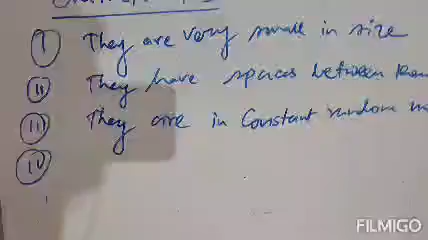 (i) They are very small in size
(ii) They have spaces between
(iii) They are in constant random
(iv)
FILMIGO